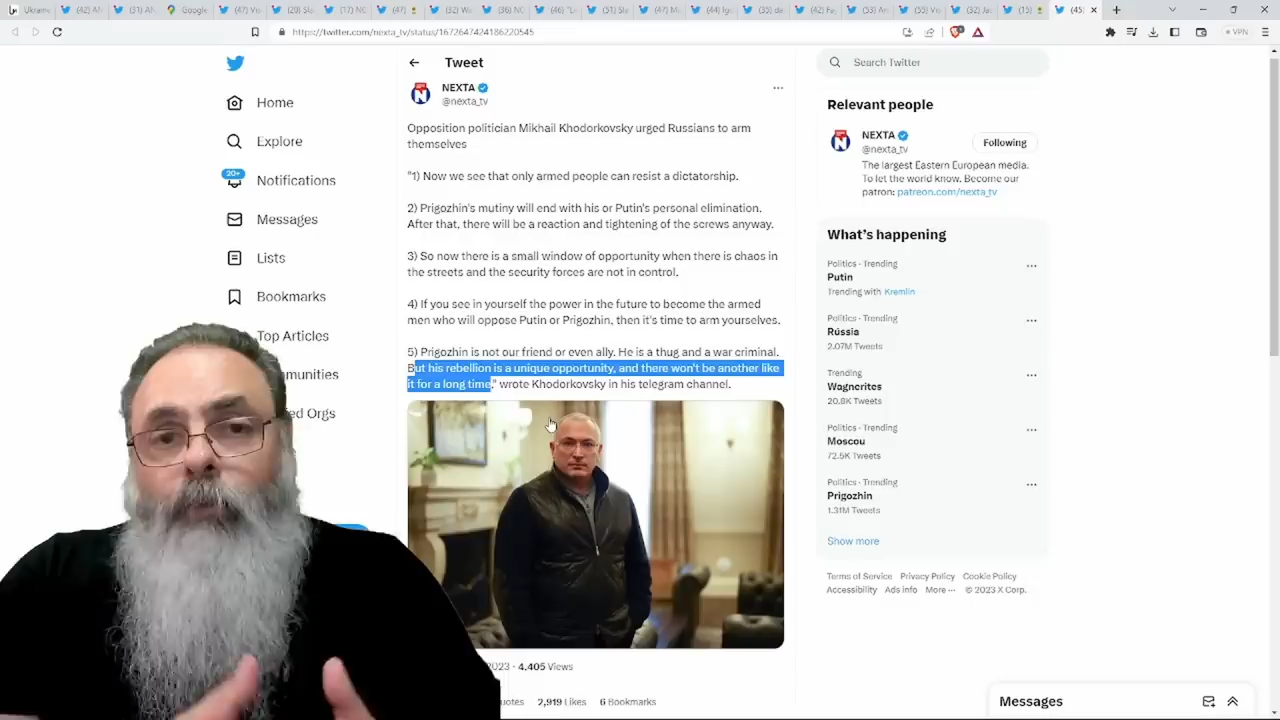 https://twitter.com/nexta_tv/status/1672647424186220545
VPN
Home
Explore
20+
Notifications
Messages
Lists
Bookmarks
Top Articles
Tweet
NEXTA
@nexta_tv
Opposition politician Mikhail Khodorkovsky urged Russians to arm
themselves
"1) Now we see that only armed people can resist a dictatorship.
2) Prigozhin's mutiny will end with his or Putin's personal elimination.
After that, there will be a reaction and tightening of the screws anyway.
3) So now there is a small window of opportunity when there is chaos in
the streets and the security forces are not in control.
4) If you see in yourself the power in the future to become the armed
men who will oppose Putin or Prigozhin, then it's time to arm yourselves.
5) Prigozhin is not our friend or even ally. He is a thug and a war criminal.
But his rebellion is a unique opportunity, and there won't be another like
it for a long time." wrote Khodorkovsky in his telegram channel.
2023 · 4,405 Views
2,919 Likes 6 Bookmarks
Search Twitter
Relevant people
NEXTA
@nexta_tv
Following
The largest Eastern European media.
To let the world know. Become our
patron: patreon.com/nexta_tv
What's happening
Politics · Trending
Putin
Trending with Kremlin
Politics · Trending
Rússia
2.07M Tweets
Trending
Wagnerites
20.8K Tweets
Politics · Trending
Moscou
72.5K Tweets
Politics · Trending
Prigozhin
1.31M Tweets
Show more
Terms of Service Privacy Policy Cookie Policy
Accessibility Ads info More ··· © 2023 X Corp.
Messages